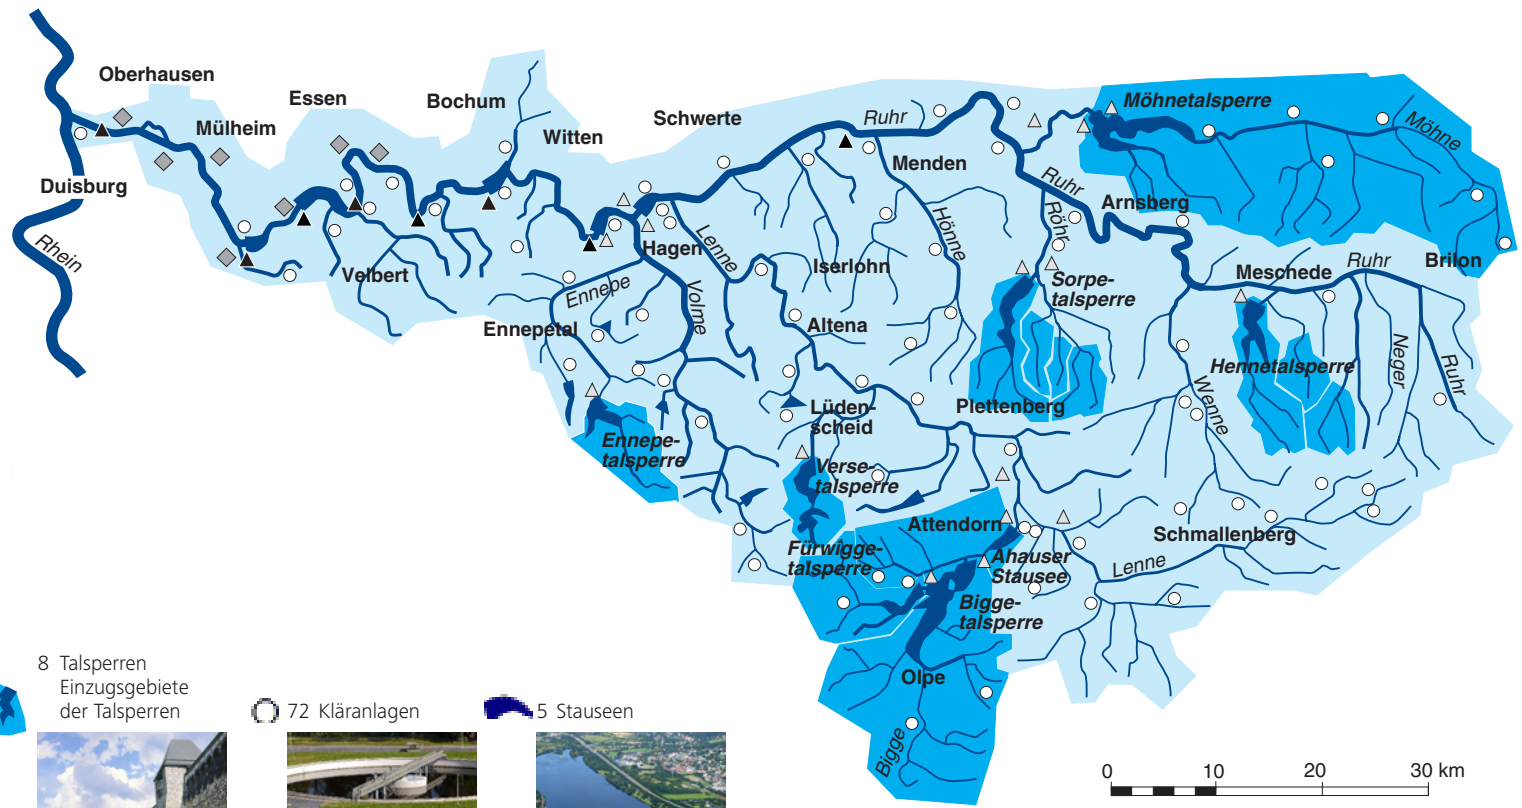 Oberhausen
Essen
Bochum
Mülheim
Witten
Schwerte
Ruhr
Möhnetalsperre
Möhne
Duisburg
Menden
Ruhr
Arnsberg
Rhein
Velbert
Hagen
Lenne
Iserlohn
Hönne
Röhr
Sorpe-
talsperre
Meschede
Ruhr
Brilon
Ennepe
Volme
Ennepetal
Altena
Hennetalsperre
Neger
Ruhr
Wenne
Lüden-
scheid
Plettenberg
Ennepe-
talsperre
Verse-
talsperre
Attendorn
Schmallenberg
Fürwigge-
talsperre
Ahauser
Stausee
Lenne
Bigge-
talsperre
Olpe
Bigge
8 Talsperren
Einzugsgebiete
der Talsperren
72 Kläranlagen
5 Stauseen
0 10 20 30 km